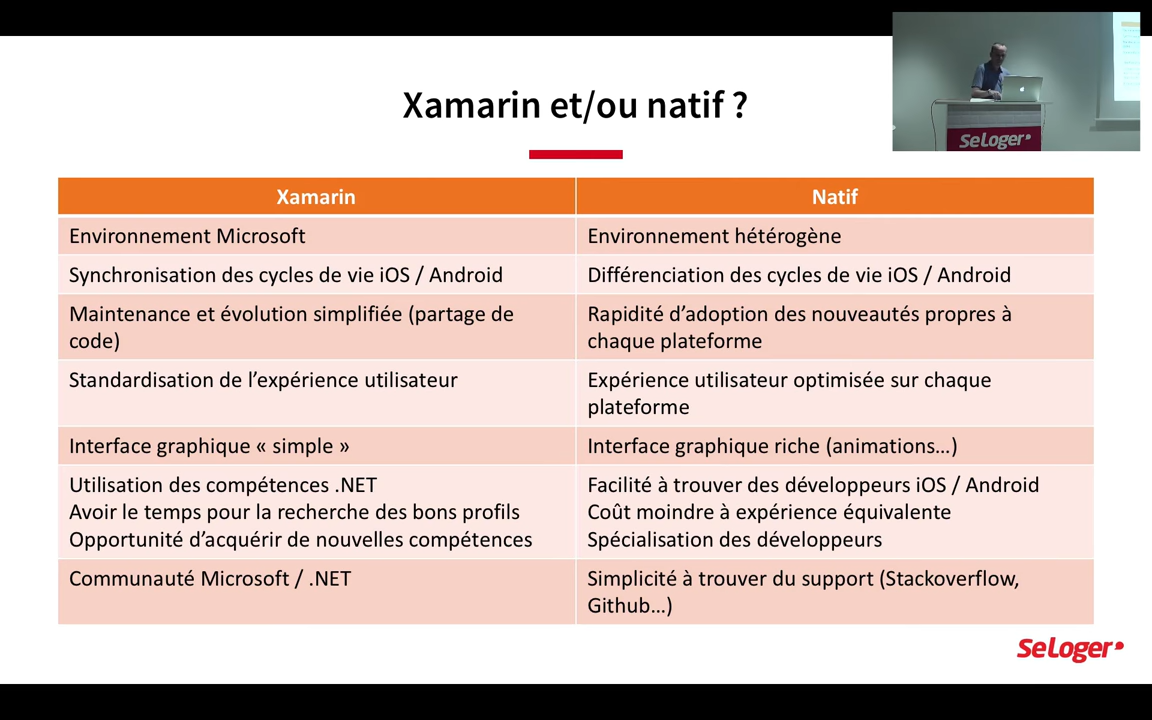 Xamarin et/ou natif ?
SeLoger
Xamarin
Natif
Environnement Microsoft
Environnement hétérogène
Synchronisation des cycles de vie iOS / Android
Différenciation des cycles de vie iOS / Android
Maintenance et évolution simplifiée (partage de
code)
Rapidité d’adoption des nouveautés propres à
chaque plateforme
Standardisation de l’expérience utilisateur
Expérience utilisateur optimisée sur chaque
plateforme
Interface graphique « simple »
Interface graphique riche (animations…)
Utilisation des compétences .NET
Avoir le temps pour la recherche des bons profils
Opportunité d’acquérir de nouvelles compétences
Facilité à trouver des développeurs iOS / Android
Coût moindre à expérience équivalente
Spécialisation des développeurs
Communauté Microsoft / .NET
Simplicité à trouver du support (Stackoverflow,
Github…)
SeLoger